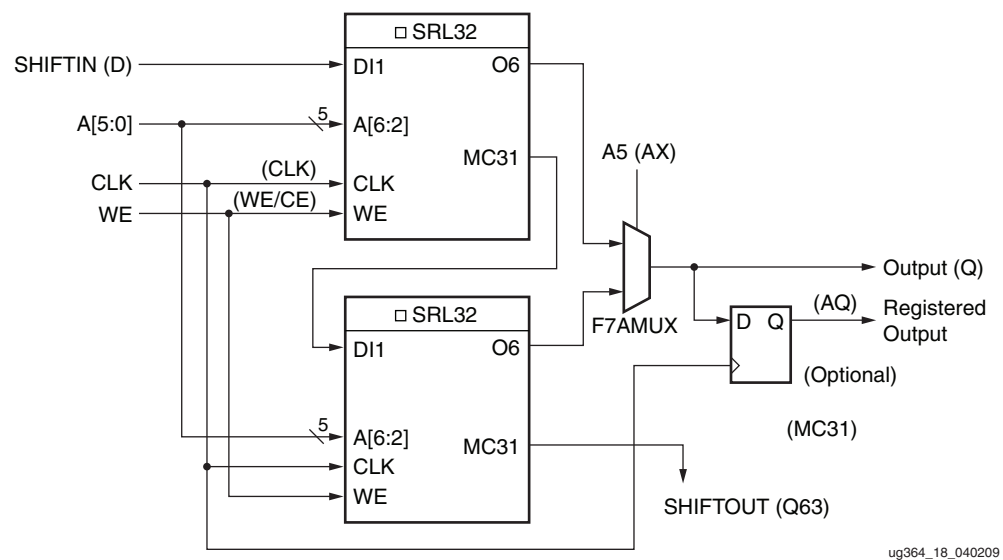 SRL32
SHIFTIN (D)
DI1
O6
A[5:0]
5
A[6:2]
MC31
A5 (AX)
CLK
(CLK)
CLK
WE
(WE/CE)
WE
Output (Q)
SRL32
F7AMUX
(AQ)
Registered
Output
D Q
DI1
O6
(Optional)
5
A[6:2]
MC31
(MC31)
CLK
WE
SHIFTOUT (Q63)
ug364_18_040209